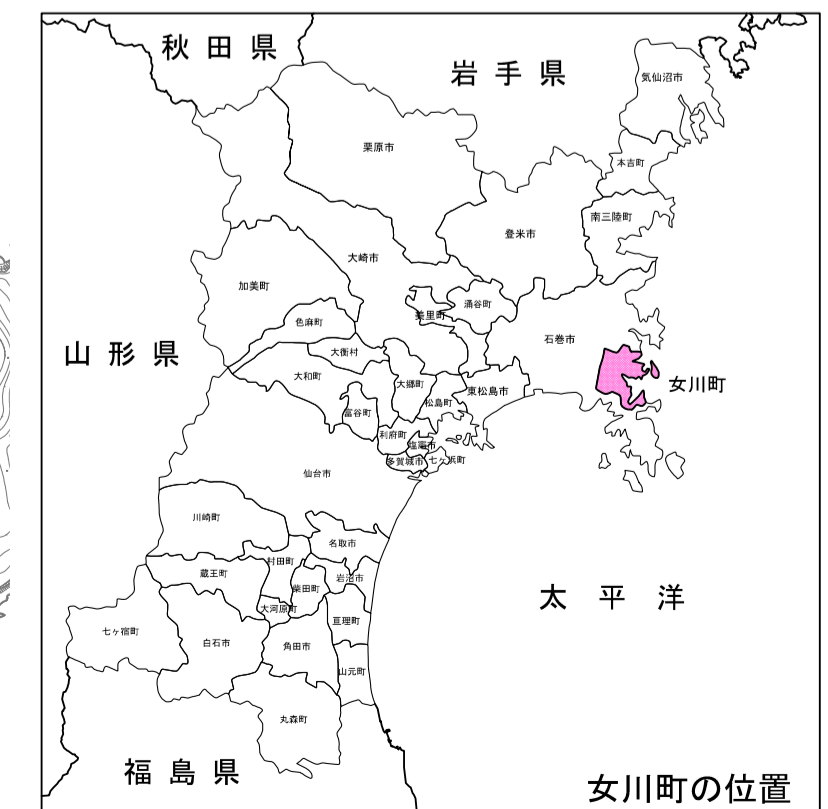 秋田県
岩手県
気仙沼市
栗原市
本吉町
南三陸町
登米市
大崎市
加美町
涌谷町
美里町
色麻町
石巻市
山形県
大衡村
大和町
大郷町
東松島市
女川町
松島町
富谷町
利府町
塩竈市
多賀城市
七ヶ浜町
仙台市
川崎町
名取市
村田町
蔵王町
岩沼市
柴田町
太平洋
大河原町
亘理町
七ヶ宿町
白石市
角田市
山元町
丸森町
福島県
女川町の位置